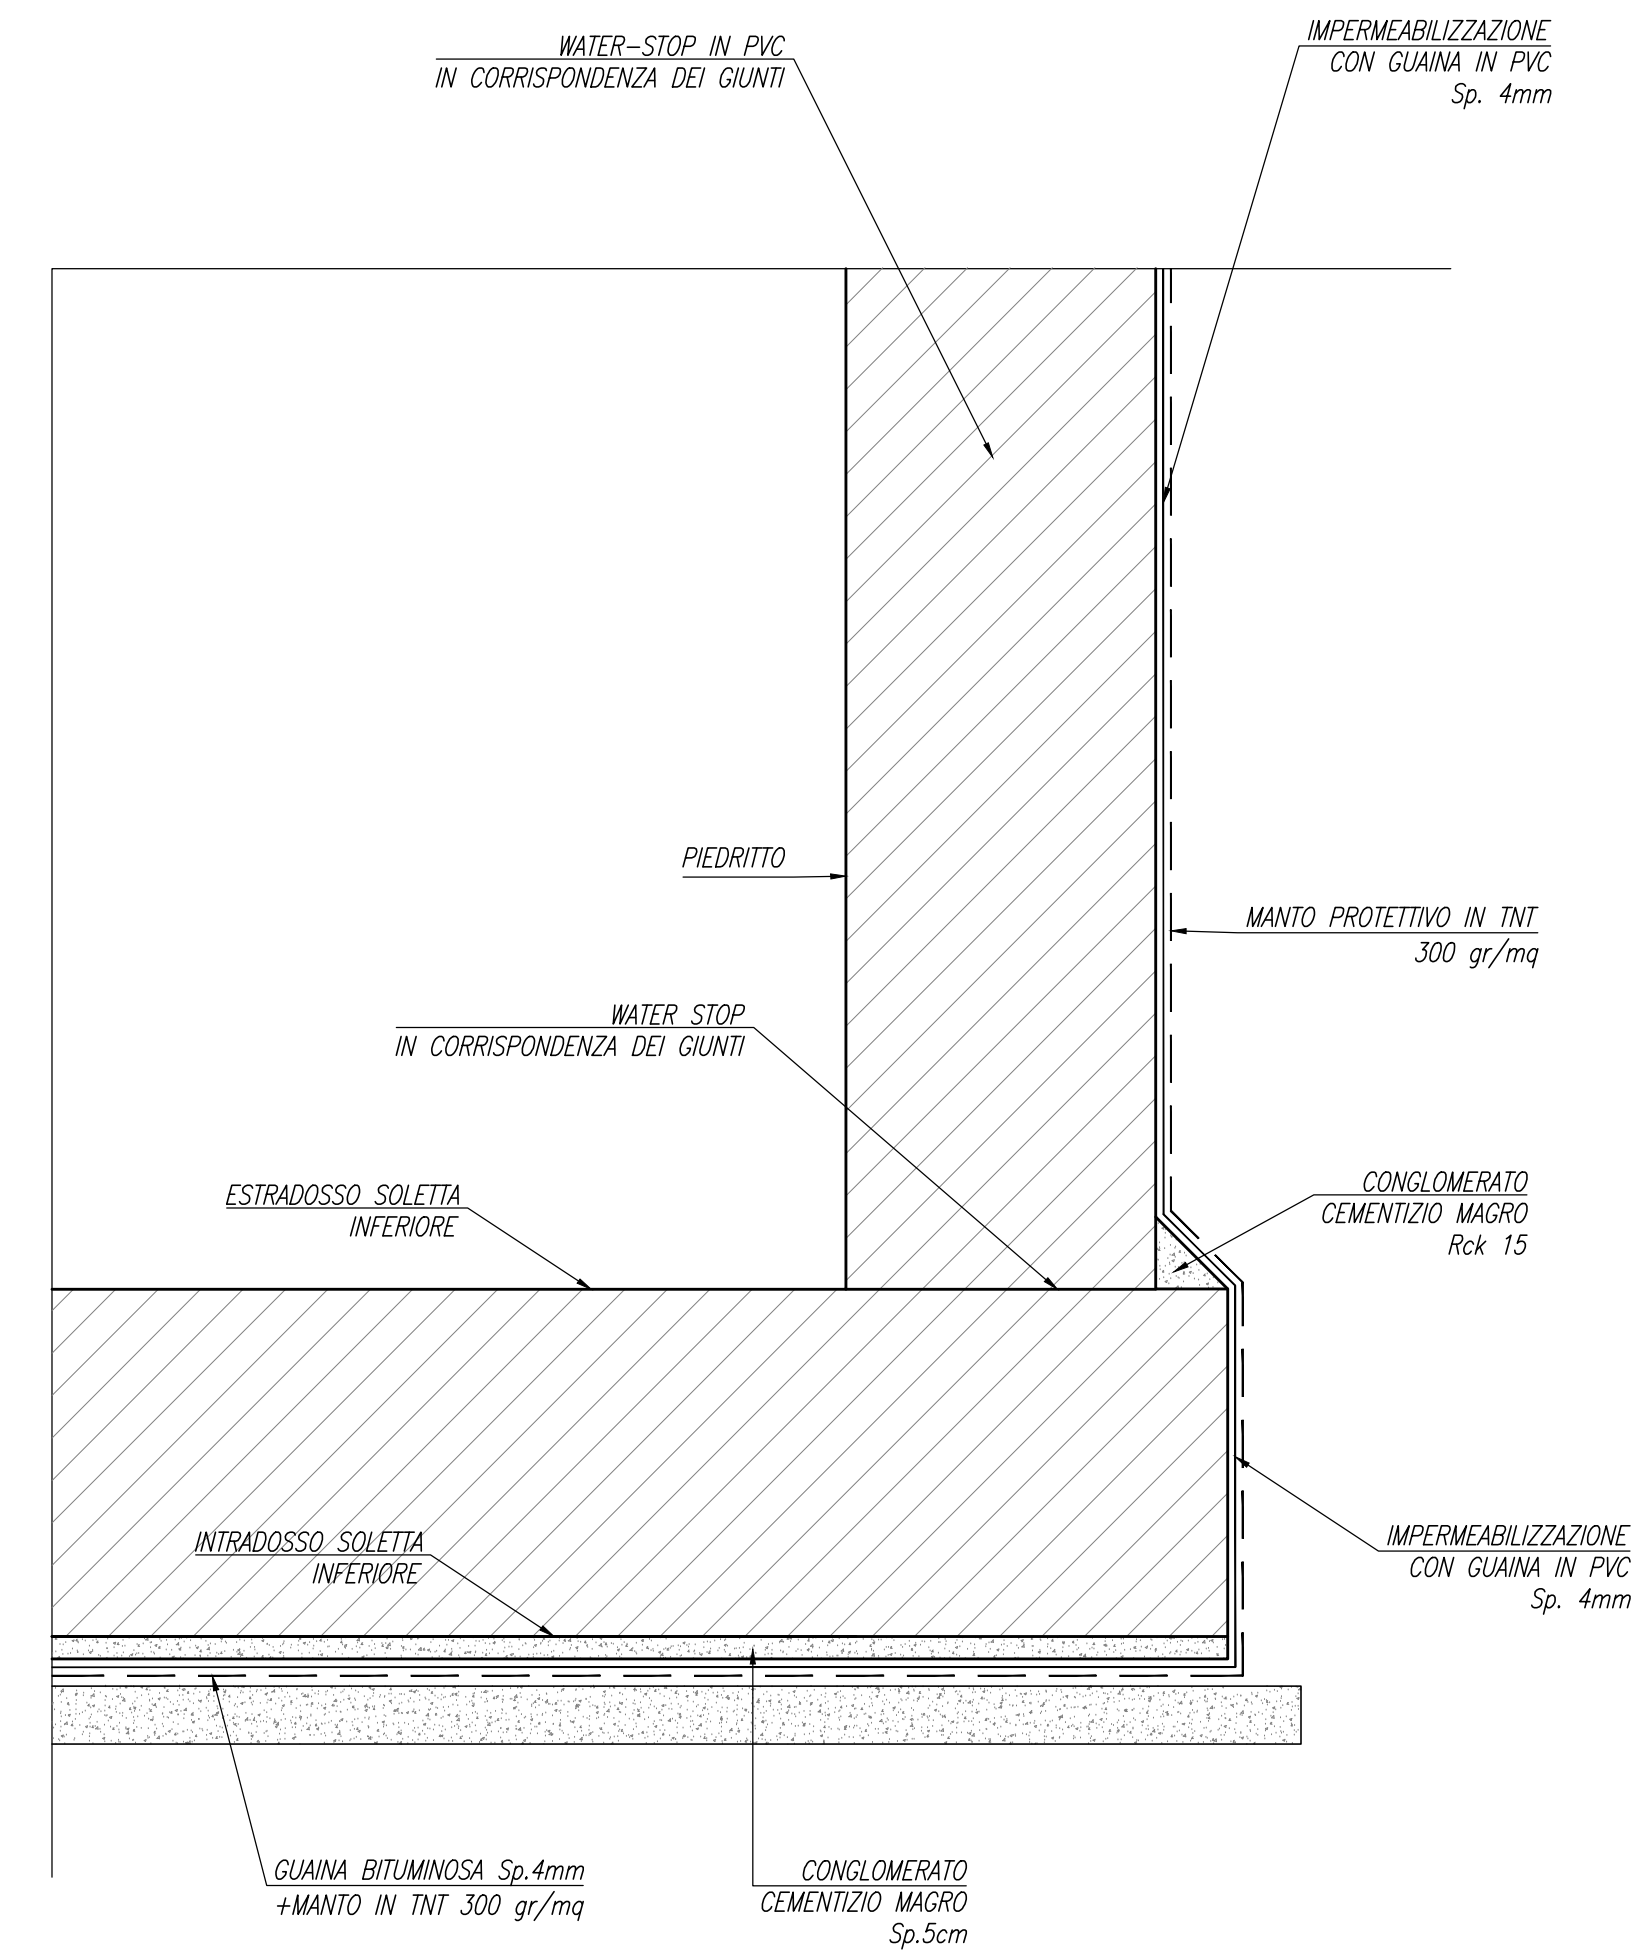 WATER-STOP IN PVC
IN CORRISPONDENZA DEI GIUNTI
IMPERMEABILIZZAZIONE
CON GUAINA IN PVC
Sp. 4mm
PIEDRITTO
MANTO PROTETTIVO IN TNT
300 gr/mq
WATER STOP
IN CORRISPONDENZA DEI GIUNTI
ESTRADOSSO SOLETTA
INFERIORE
CONGLOMERATO
CEMENTIZIO MAGRO
Rck 15
INTRADOSSO SOLETTA
INFERIORE
IMPERMEABILIZZAZIONE
CON GUAINA IN PVC
Sp. 4mm
GUAINA BITUMINOSA Sp.4mm
+MANTO IN TNT 300 gr/mq
CONGLOMERATO
CEMENTIZIO MAGRO
Sp.5cm